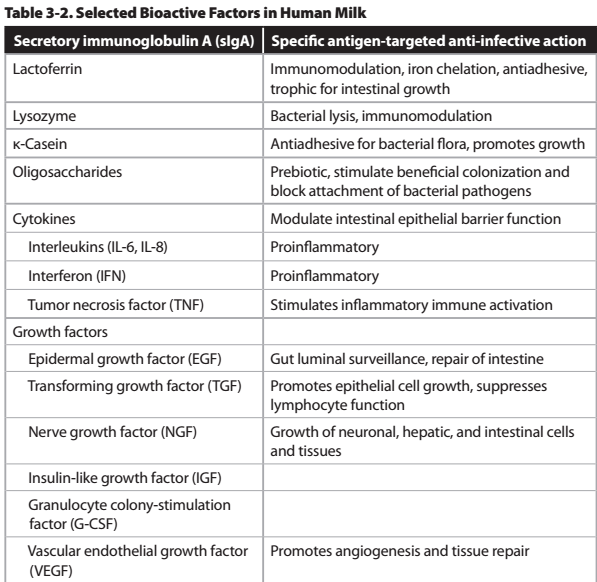 Table 3-2. Selected Bioactive Factors in Human Milk
Secretory immunoglobulin A (sIgA) Specific antigen-targeted anti-infective action
Lactoferrin Immunomodulation, iron chelation, antiadhesive,
trophic for intestinal growth
Lysozyme Bacterial lysis, immunomodulation
κ-Casein Antiadhesive for bacterial flora, promotes growth
Oligosaccharides Prebiotic, stimulate beneficial colonization and
block attachment of bacterial pathogens
Cytokines Modulate intestinal epithelial barrier function
Interleukins (IL-6, IL-8) Proinflammatory
Interferon (IFN) Proinflammatory
Tumor necrosis factor (TNF) Stimulates inflammatory immune activation
Growth factors
Epidermal growth factor (EGF) Gut luminal surveillance, repair of intestine
Transforming growth factor (TGF) Promotes epithelial cell growth, suppresses
lymphocyte function
Nerve growth factor (NGF) Growth of neuronal, hepatic, and intestinal cells
and tissues
Insulin-like growth factor (IGF)
Granulocyte colony-stimulation
factor (G-CSF)
Vascular endothelial growth factor Promotes angiogenesis and tissue repair
(VEGF)